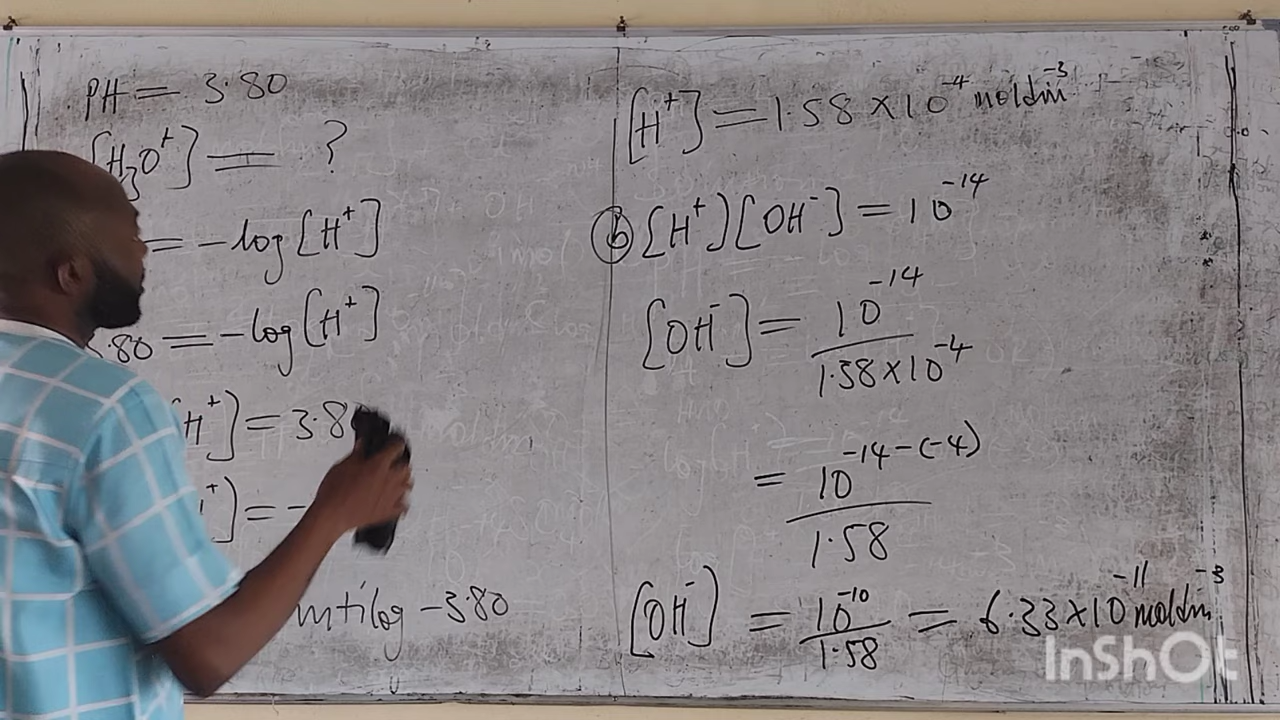 PH = 3.80
[H₃O⁺] = ?
= -log[H⁺]
.80 = -log[H⁺]
H⁺] = 3.8
⁺] = -
ntilog -3.80
[H⁺] = 1.58 × 10⁻⁴ moldm⁻³
(b) [H⁺][OH⁻] = 10⁻¹⁴
[OH⁻] = 10⁻¹⁴ / 1.58×10⁻⁴
= 10⁻¹⁴⁻⁽⁻⁴⁾ / 1.58
[OH⁻] = 10⁻¹⁰ / 1.58 = 6.33×10⁻¹¹ moldm⁻³
InShOt